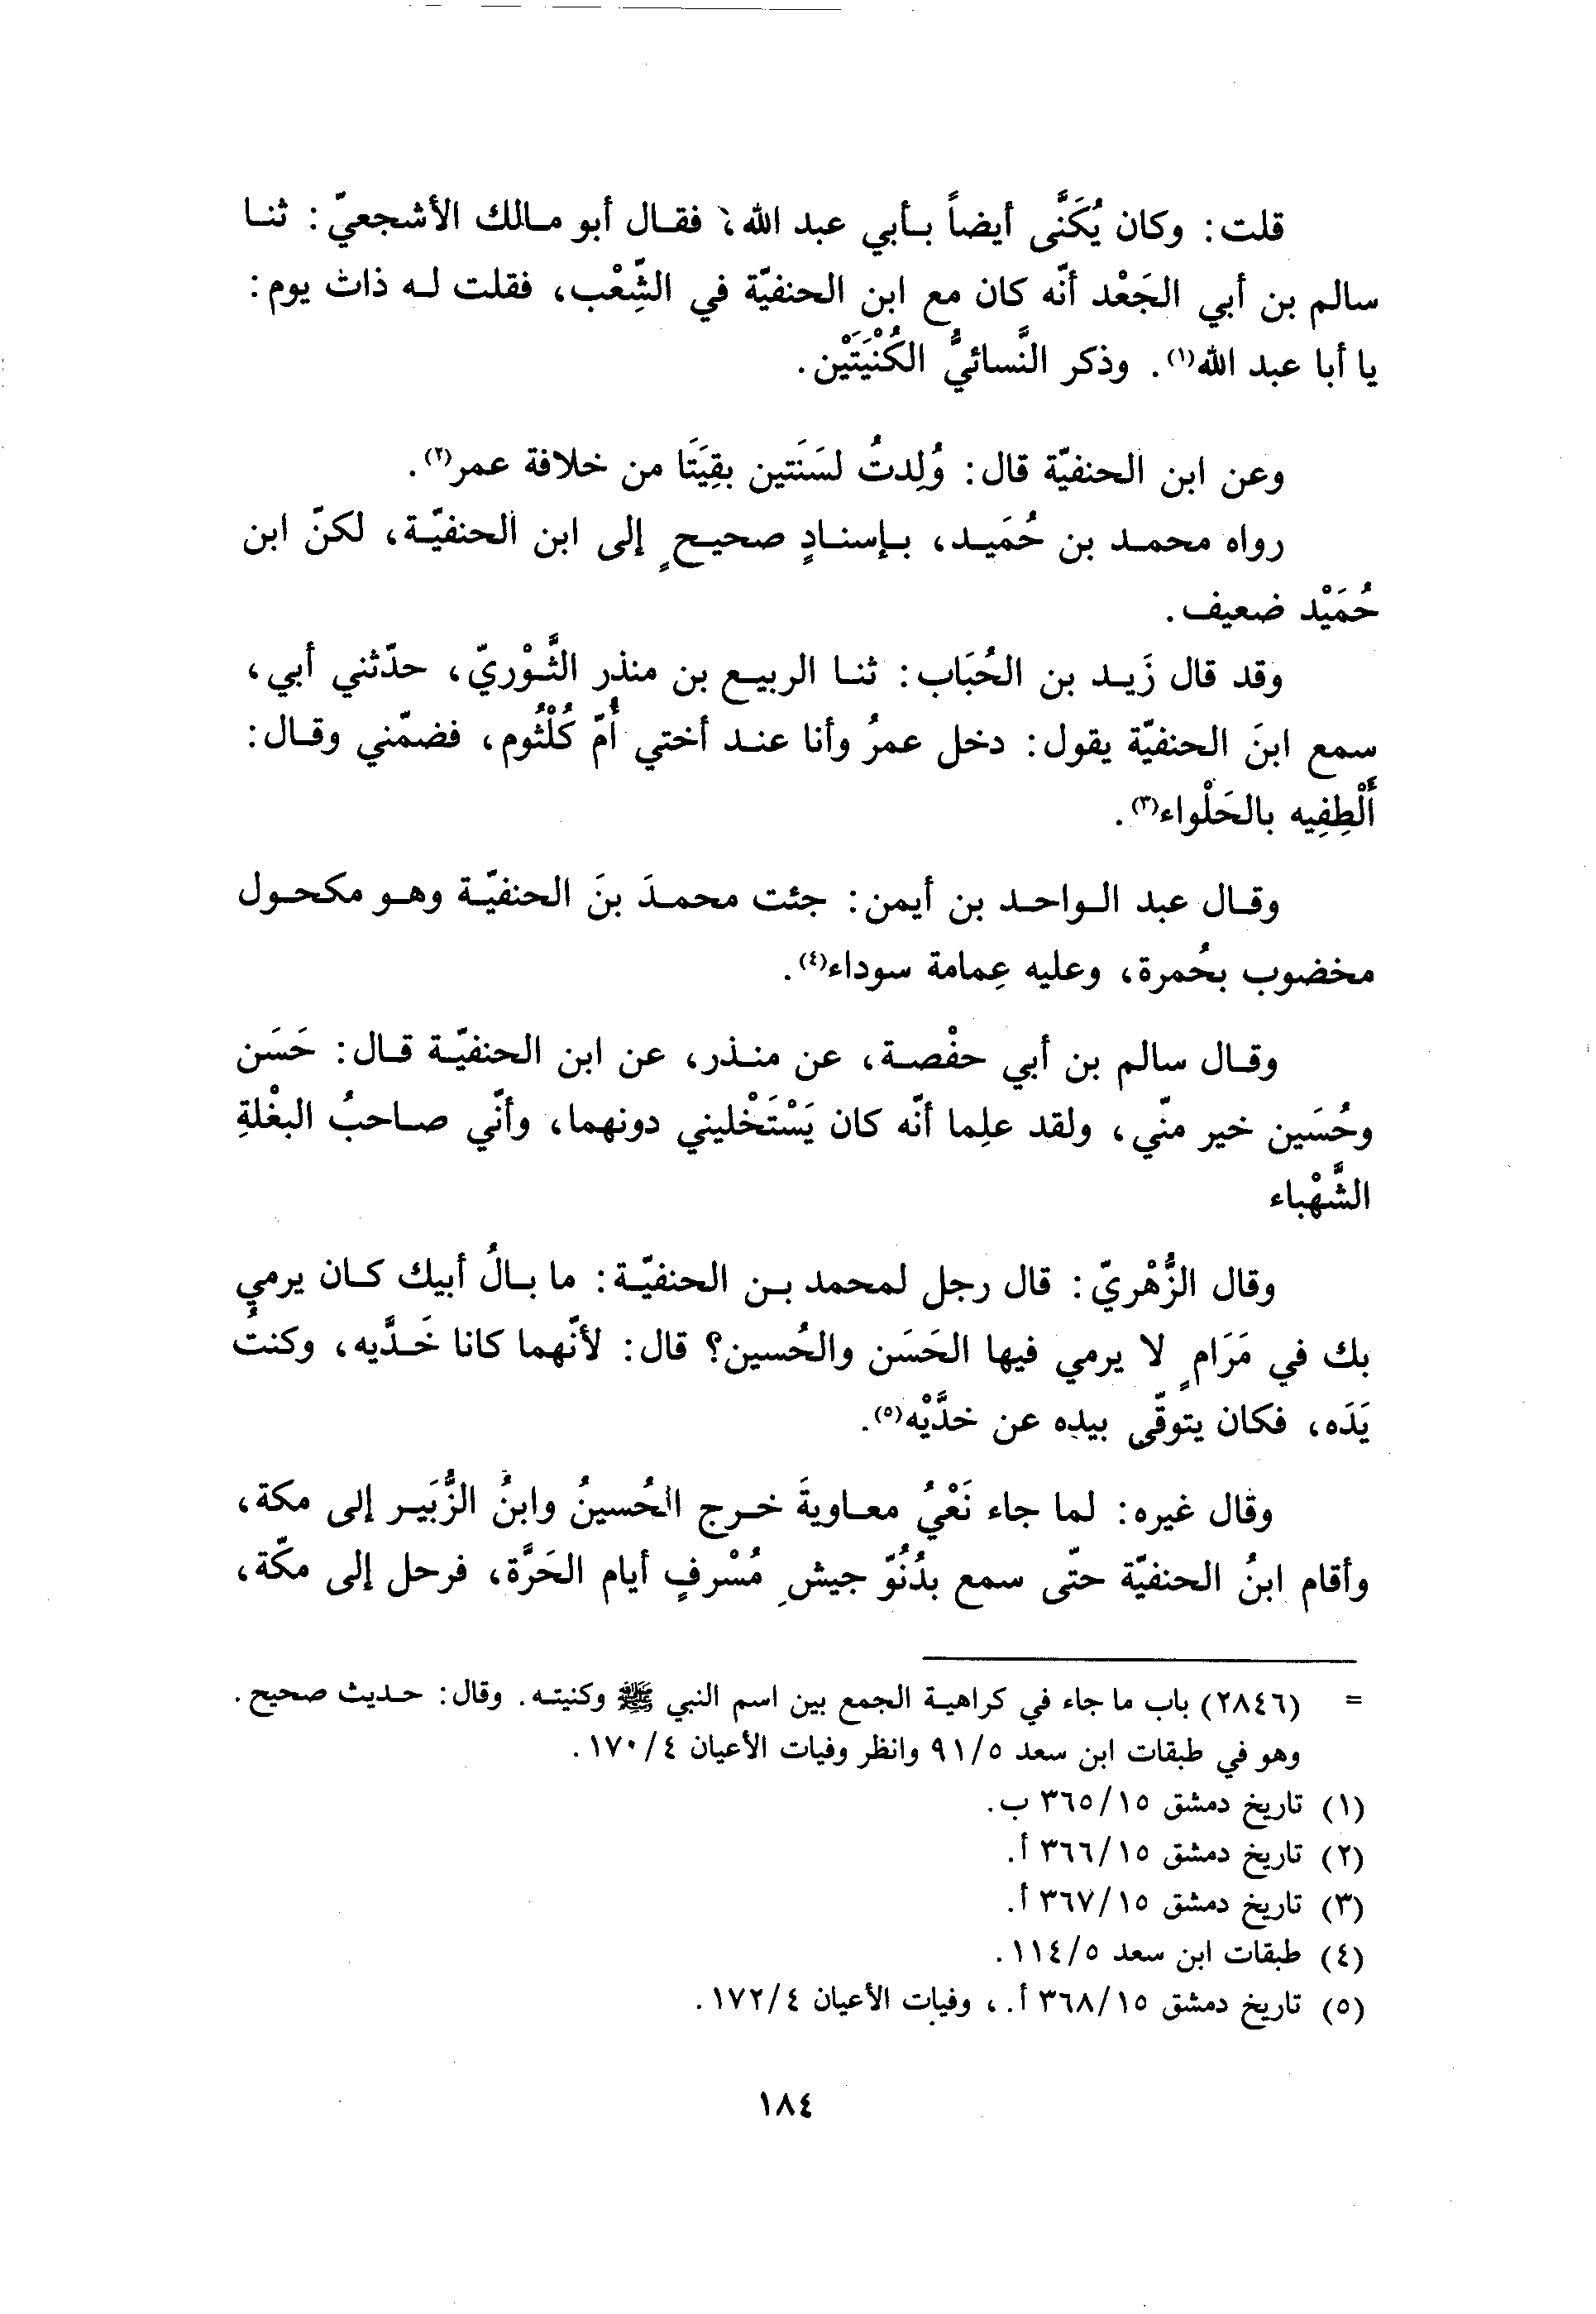 قلت: وكان يُكَنَّى أيضاً بأبي عبد الله، فقال أبو مالك الأشجعيّ: ثنا
سالم بن أبي الجَعْد أنّه كان مع ابن الحنفيّة في الشِّعْب، فقلت له ذات يوم:
يا أبا عبد الله(١). وذكر النَّسائيُّ الكُنْيَتَيْن.
وعن ابن الحنفيّة قال: وُلِدتُ لسَنَتين بقِيَتَا من خلافة عمر(٢).
رواه محمد بن حُمَيد، بإسنادٍ صحيحٍ إلى ابن الحنفيّة، لكنّ ابن
حُمَيْد ضعيف.
وقد قال زَيد بن الحُبَاب: ثنا الربيع بن منذر الثَّوْريّ، حدّثني أبي،
سمع ابنَ الحنفيّة يقول: دخل عمرُ وأنا عند أختي أُمّ كُلْثُوم، فضمّني وقال:
أَلْطِفِيه بالحَلْواء(٣).
وقال عبد الواحد بن أيمن: جئت محمدَ بنَ الحنفيّة وهو مكحول
مخضوب بحُمرة، وعليه عِمامة سوداء(٤).
وقال سالم بن أبي حفْصة، عن منذر، عن ابن الحنفيّة قال: حَسَن
وحُسَين خير منّي، ولقد علِما أنّه كان يَسْتَخْليني دونهما، وأنّي صاحبُ البغْلةِ
الشَّهْباء
وقال الزُّهْريّ: قال رجل لمحمد بن الحنفيّة: ما بالُ أبيك كان يرمي
بك في مَرَامٍ لا يرمي فيها الحَسَن والحُسين؟ قال: لأنّهما كانا خَدَّيه، وكنتُ
يَدَه، فكان يتوقّى بيده عن خدَّيْه(٥).
وقال غيره: لما جاء نَعْيُ معاويةَ خرج الحُسينُ وابنُ الزُّبَير إلى مكة،
وأقام ابنُ الحنفيّة حتّى سمع بدُنُوّ جيشِ مُسْرفٍ أيام الحَرَّة، فرحل إلى مكّة،
= (٢٨٤٦) باب ما جاء في كراهية الجمع بين اسم النبي ﷺ وكنيته. وقال: حديث صحيح.
وهو في طبقات ابن سعد ٩١/٥ وانظر وفيات الأعيان ١٧٠/٤.
(١) تاريخ دمشق ٣٦٥/١٥ ب.
(٢) تاريخ دمشق ٣٦٦/١٥ أ.
(٣) تاريخ دمشق ٣٦٧/١٥ أ.
(٤) طبقات ابن سعد ١١٤/٥.
(٥) تاريخ دمشق ٣٦٨/١٥ أ.، وفيات الأعيان ١٧٢/٤.
١٨٤